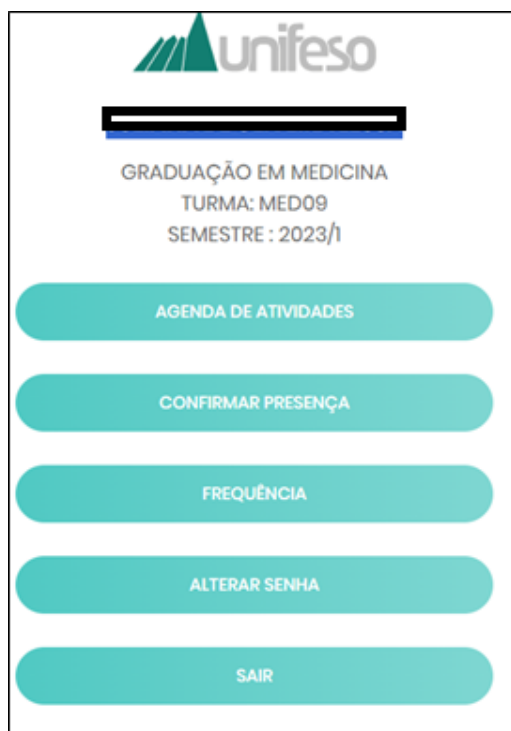 unifeso
GRADUAÇÃO EM MEDICINA
TURMA: MED09
SEMESTRE : 2023/1
AGENDA DE ATIVIDADES
CONFIRMAR PRESENÇA
FREQUÊNCIA
ALTERAR SENHA
SAIR